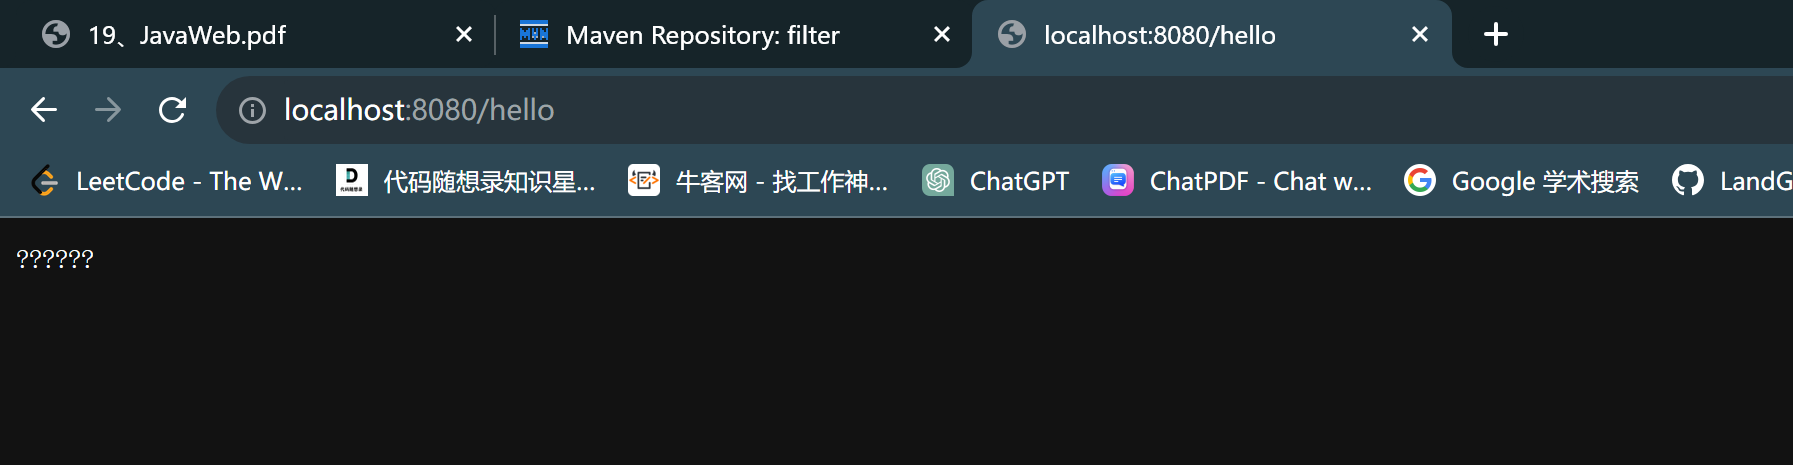 19、JavaWeb.pdf
Maven Repository: filter
localhost:8080/hello
localhost:8080/hello
LeetCode - The W...
代码随想录知识星...
牛客网 - 找工作神...
ChatGPT
ChatPDF - Chat w...
Google 学术搜索
LandG
??????